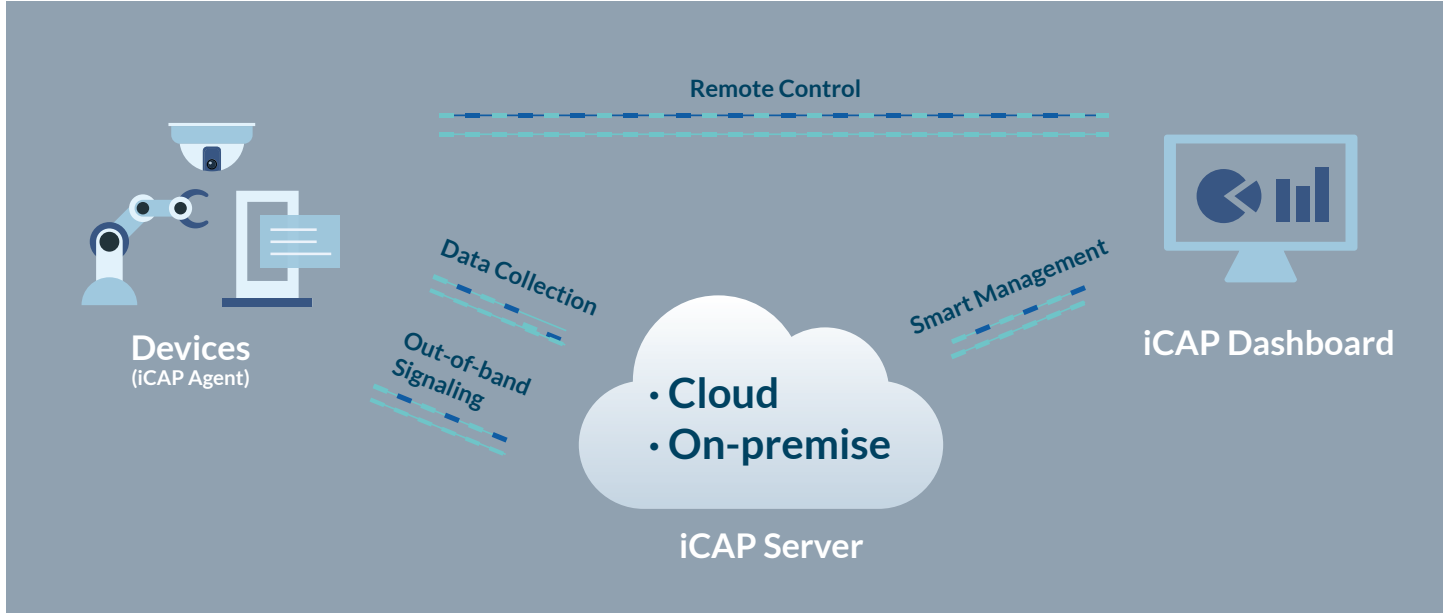 Remote Control
Data Collection
Smart Management
Out-of-band
Signaling
Devices
(iCAP Agent)
iCAP Dashboard
· Cloud
· On-premise
iCAP Server